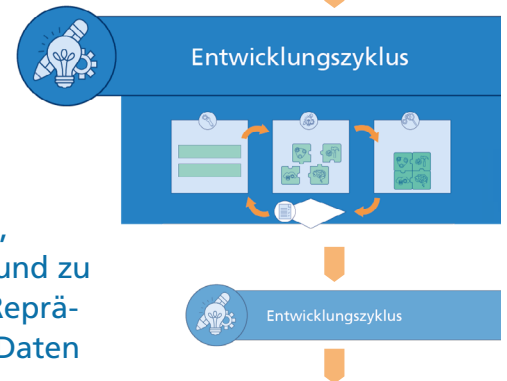 Entwicklungszyklus
,
und zu
Reprä-
Daten
Entwicklungszyklus